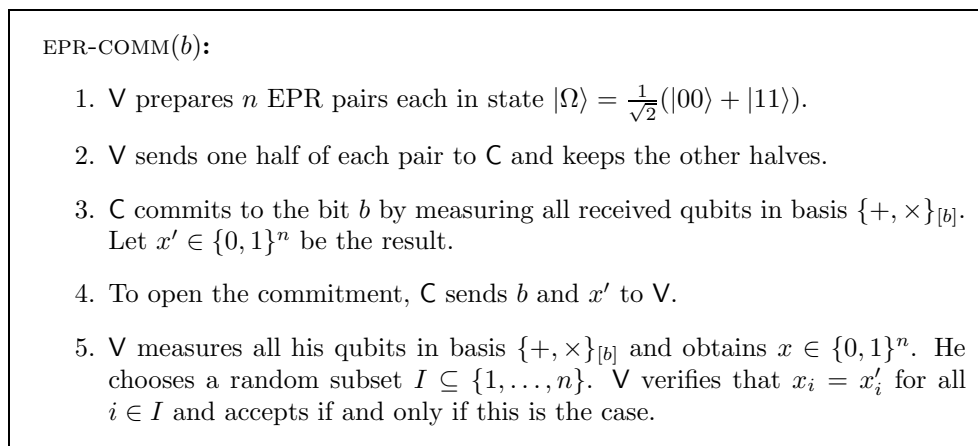 EPR-COMM(b):
1. V prepares n EPR pairs each in state |Ω⟩ = 1/√2(|00⟩ + |11⟩).
2. V sends one half of each pair to C and keeps the other halves.
3. C commits to the bit b by measuring all received qubits in basis {+, ×}[b].
Let x′ ∈ {0, 1}ⁿ be the result.
4. To open the commitment, C sends b and x′ to V.
5. V measures all his qubits in basis {+, ×}[b] and obtains x ∈ {0, 1}ⁿ. He
chooses a random subset I ⊆ {1, . . . , n}. V verifies that xᵢ = x′ᵢ for all
i ∈ I and accepts if and only if this is the case.